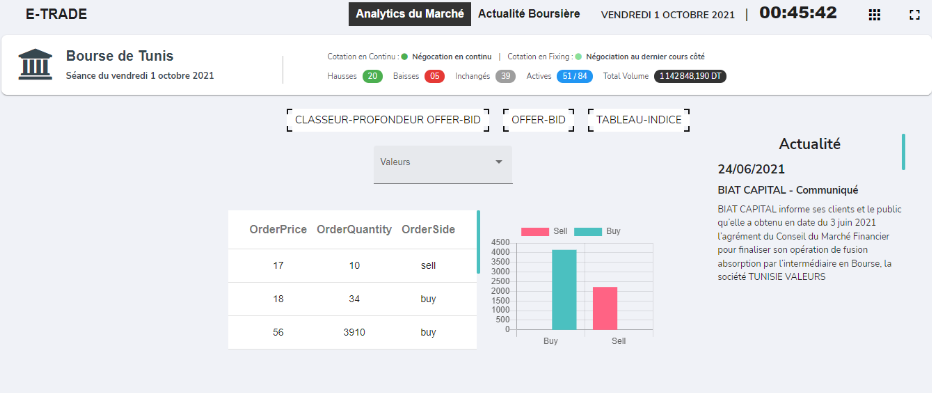 E-TRADE
Analytics du Marché Actualité Boursière VENDREDI 1 OCTOBRE 2021 | 00:45:42
Bourse de Tunis
Séance du vendredi 1 octobre 2021
Cotation en Continu : Négocation en continu | Cotation en Fixing : Négociation au dernier cours côté
Hausses 20 Baisses 05 Inchangés 39 Actives 51 / 84 Total Volume 1 142 848,190 DT
CLASSEUR-PROFONDEUR OFFER-BID OFFER-BID TABLEAU-INDICE
Valeurs
OrderPrice OrderQuantity OrderSide
17 10 sell
18 34 buy
56 3910 buy
Sell Buy
4500
4000
3500
3000
2500
2000
1500
1000
500
0
Buy Sell
Actualité
24/06/2021
BIAT CAPITAL - Communiqué
BIAT CAPITAL informe ses clients et le public
qu'elle a obtenu en date du 3 juin 2021
l'agrément du Conseil du Marché Financier
pour finaliser son opération de fusion
absorption par l'intermédiaire en Bourse, la
société TUNISIE VALEURS